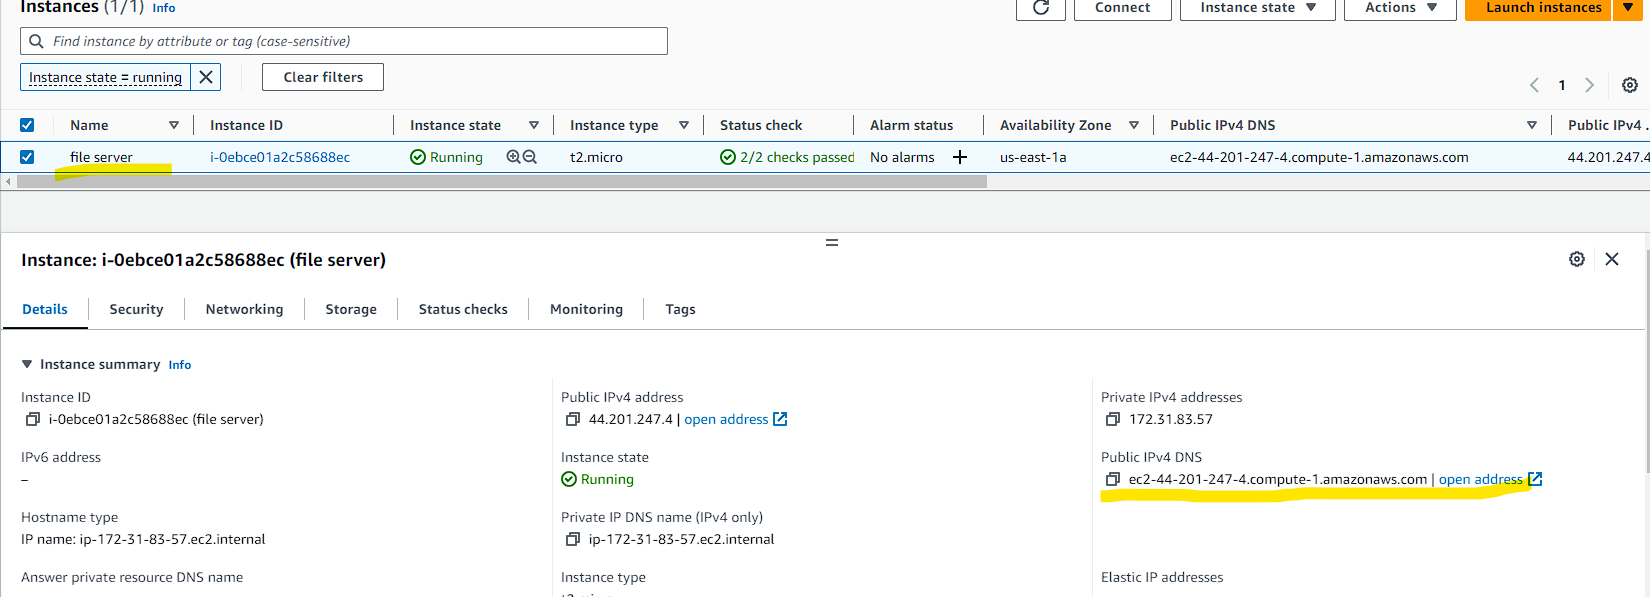 Instances (1/1) Info
Connect Instance state Actions Launch instances
Find instance by attribute or tag (case-sensitive)
Instance state = running Clear filters
1
Name Instance ID Instance state Instance type Status check Alarm status Availability Zone Public IPv4 DNS Public IPv4 .
file server i-0ebce01a2c58688ec Running t2.micro 2/2 checks passed No alarms us-east-1a ec2-44-201-247-4.compute-1.amazonaws.com 44.201.247.4
Instance: i-0ebce01a2c58688ec (file server)
Details Security Networking Storage Status checks Monitoring Tags
Instance summary Info
Instance ID Public IPv4 address Private IPv4 addresses
i-0ebce01a2c58688ec (file server) 44.201.247.4 | open address 172.31.83.57
IPv6 address Instance state Public IPv4 DNS
– Running ec2-44-201-247-4.compute-1.amazonaws.com | open address
Hostname type Private IP DNS name (IPv4 only)
IP name: ip-172-31-83-57.ec2.internal ip-172-31-83-57.ec2.internal
Answer private resource DNS name Instance type Elastic IP addresses